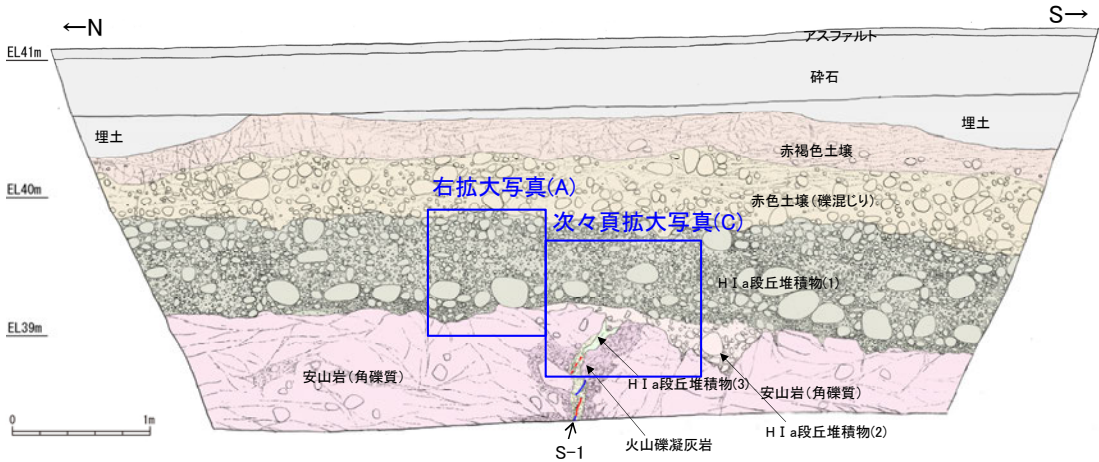 ←N
S→
アスファルト
EL41m
砕石
埋土
埋土
赤褐色土壌
右拡大写真(A)
EL40m
赤色土壌(礫混じり)
次々頁拡大写真(C)
HⅠa段丘堆積物(1)
EL39m
安山岩(角礫質)
HⅠa段丘堆積物(3)
安山岩(角礫質)
0
1m
HⅠa段丘堆積物(2)
火山礫凝灰岩
S-1